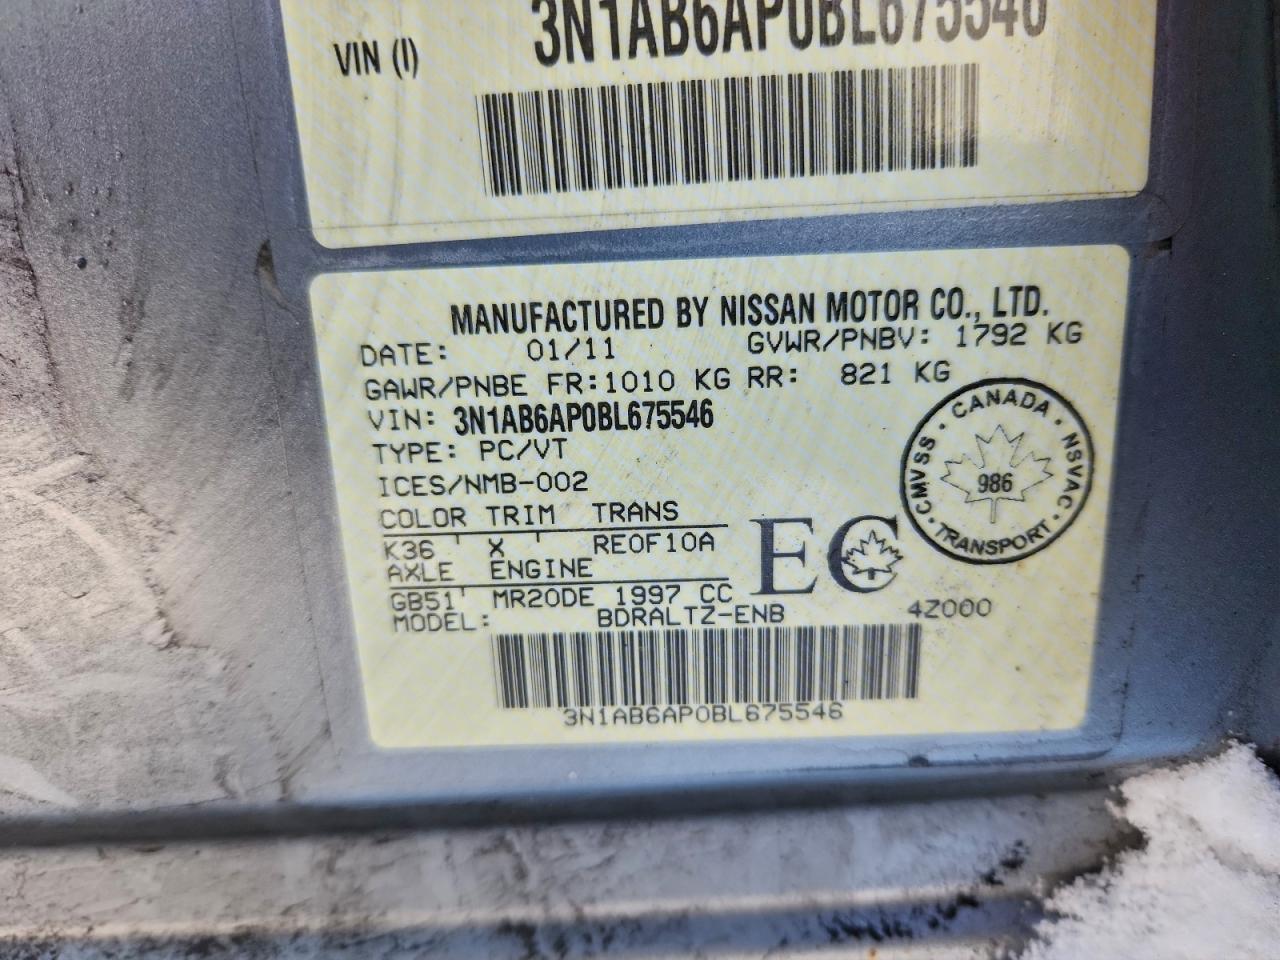 3N1AB6AP0BL675546
VIN (I)
MANUFACTURED BY NISSAN MOTOR CO., LTD.
DATE: 01/11 GVWR/PNBV: 1792 KG
GAWR/PNBE FR:1010 KG RR: 821 KG
VIN: 3N1AB6AP0BL675546
TYPE: PC/VT
ICES/NMB-002
COLOR TRIM TRANS
K36 ' X ' RE0F10A
AXLE ENGINE
GB51' MR20DE 1997 CC
MODEL: BDRALTZ-ENB 4Z000
EC
· CANADA · NSVAC · TRANSPORT · CMVSS
986
3N1AB6AP0BL675546